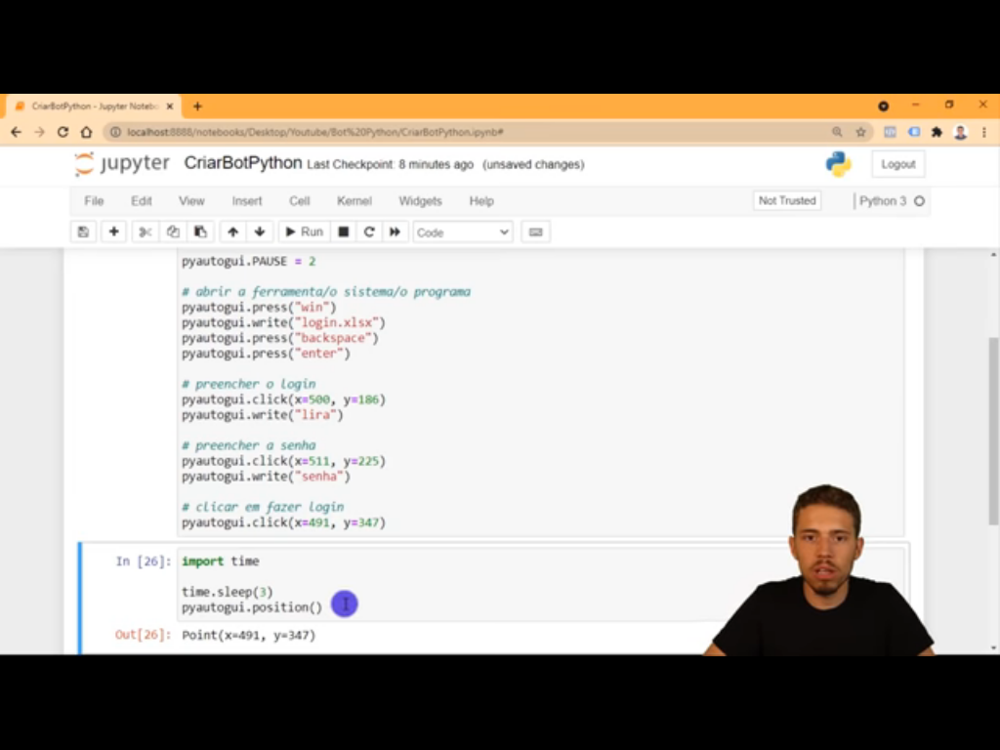 CriarBotPython - Jupyter Notebo
localhost:8888/notebooks/Desktop/Youtube/Bot%20Python/CriarBotPython.ipynb#
jupyter CriarBotPython Last Checkpoint: 8 minutes ago (unsaved changes)
Logout
File Edit View Insert Cell Kernel Widgets Help
Not Trusted
Python 3
Run
Code
pyautogui.PAUSE = 2
# abrir a ferramenta/o sistema/o programa
pyautogui.press("win")
pyautogui.write("login.xlsx")
pyautogui.press("backspace")
pyautogui.press("enter")
# preencher o login
pyautogui.click(x=500, y=186)
pyautogui.write("lira")
# preencher a senha
pyautogui.click(x=511, y=225)
pyautogui.write("senha")
# clicar em fazer login
pyautogui.click(x=491, y=347)
In [26]: import time
time.sleep(3)
pyautogui.position()
Out[26]: Point(x=491, y=347)